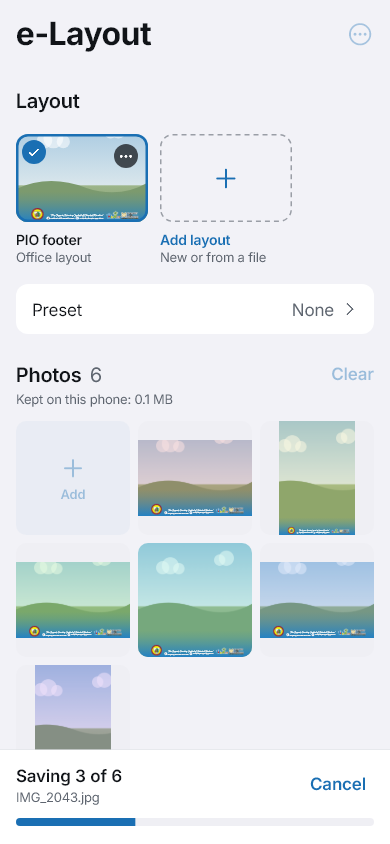 e-Layout
Layout
PIO footer
Office layout
Add layout
New or from a file
Preset
None
Photos 6
Clear
Kept on this phone: 0.1 MB
Add
Saving 3 of 6
Cancel
IMG_2043.jpg